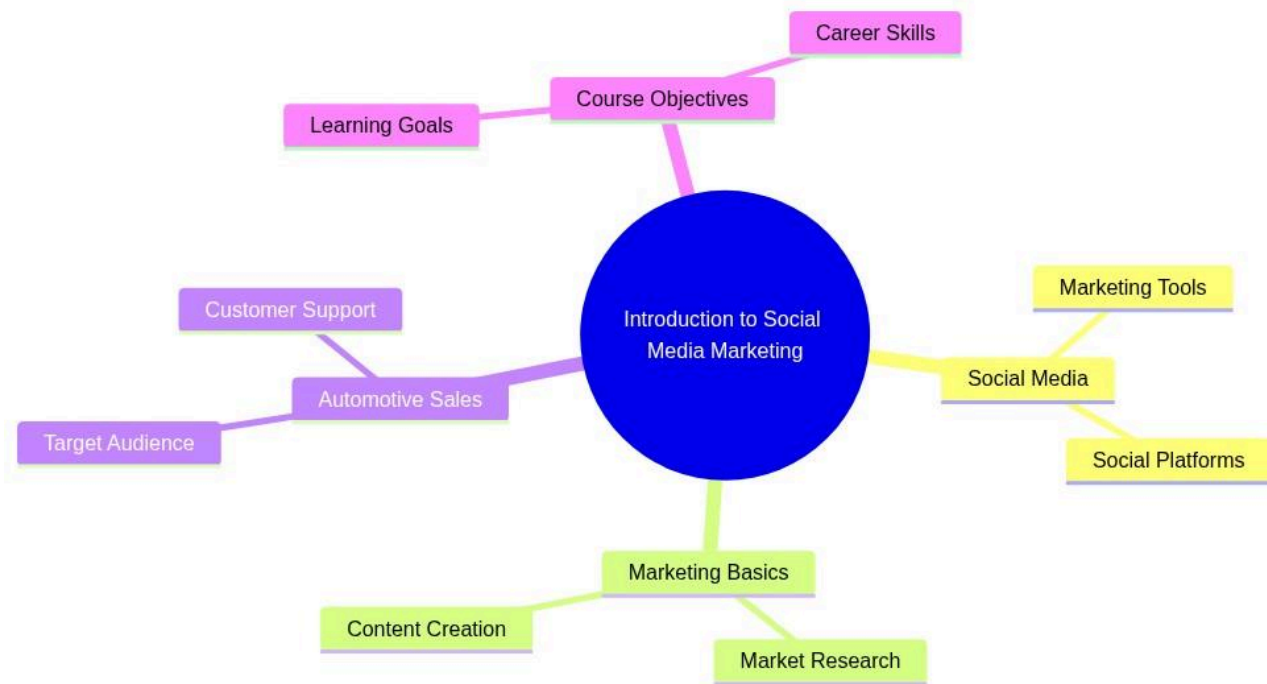 Career Skills
Course Objectives
Learning Goals
Marketing Tools
Customer Support
Introduction to Social
Media Marketing
Social Media
Automotive Sales
Target Audience
Social Platforms
Marketing Basics
Content Creation
Market Research